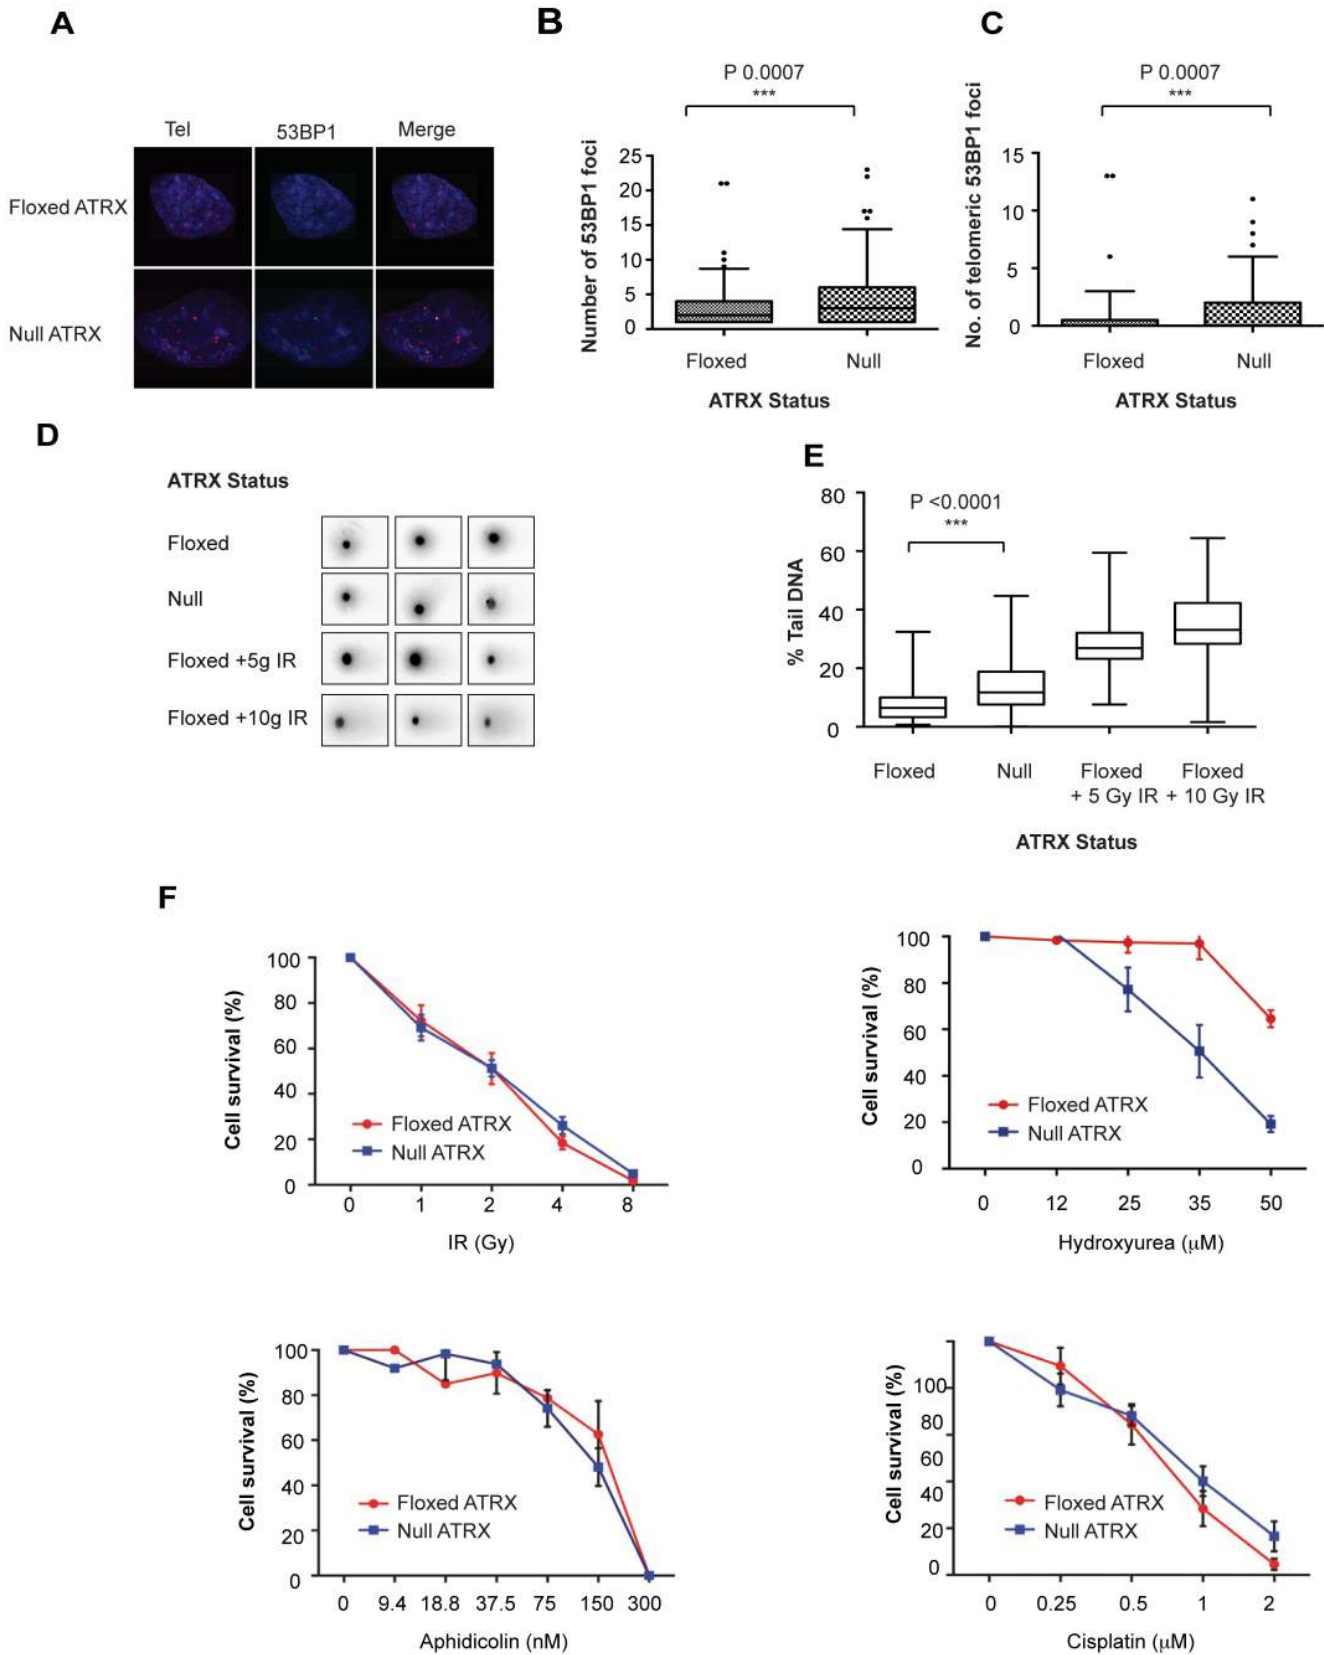 A
B
C
Tel 53BP1 Merge
Floxed ATRX
Null ATRX
P 0.0007
***
Number of 53BP1 foci
25
20
15
10
5
0
Floxed Null
ATRX Status
P 0.0007
***
No. of telomeric 53BP1 foci
15
10
5
0
Floxed Null
ATRX Status
D
ATRX Status
Floxed
Null
Floxed +5g IR
Floxed +10g IR
E
P <0.0001
***
% Tail DNA
80
60
40
20
0
Floxed Null Floxed + 5 Gy IR Floxed + 10 Gy IR
ATRX Status
F
Cell survival (%)
100
80
60
40
20
0
Floxed ATRX
Null ATRX
0 1 2 4 8
IR (Gy)
Cell survival (%)
100
80
60
40
20
0
Floxed ATRX
Null ATRX
0 12 25 35 50
Hydroxyurea (μM)
Cell survival (%)
100
80
60
40
20
0
Floxed ATRX
Null ATRX
0 9.4 18.8 37.5 75 150 300
Aphidicolin (nM)
Cell survival (%)
100
80
60
40
20
0
Floxed ATRX
Null ATRX
0 0.25 0.5 1 2
Cisplatin (μM)